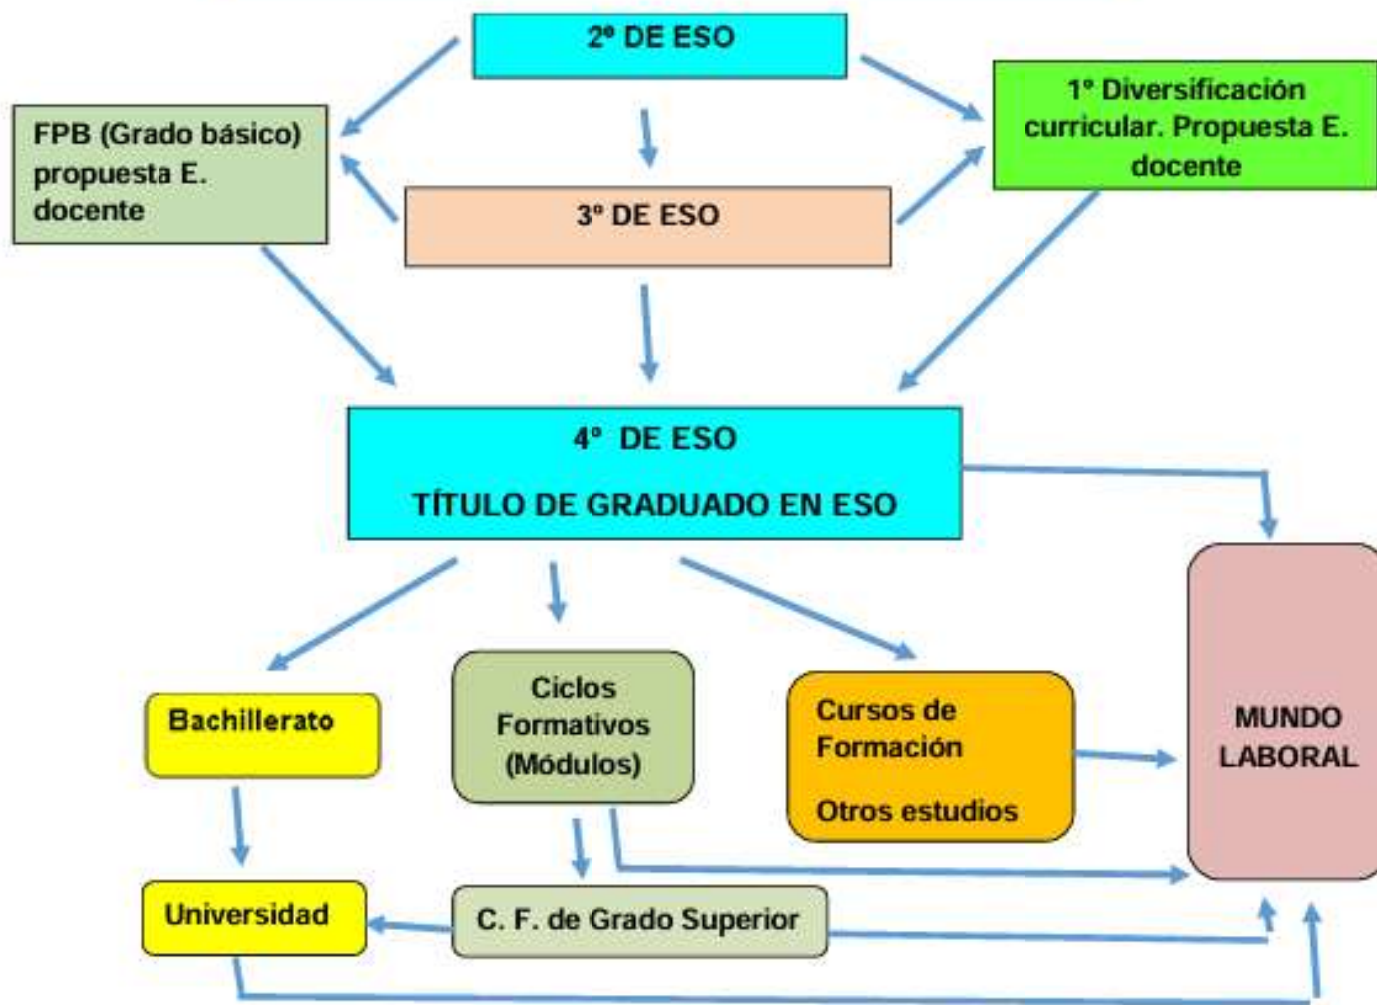 2º DE ESO
FPB (Grado básico)
propuesta E.
docente
1º Diversificación
curricular. Propuesta E.
docente
3º DE ESO
4º DE ESO
TÍTULO DE GRADUADO EN ESO
Bachillerato
Ciclos
Formativos
(Módulos)
Cursos de
Formación
Otros estudios
MUNDO
LABORAL
Universidad
C. F. de Grado Superior